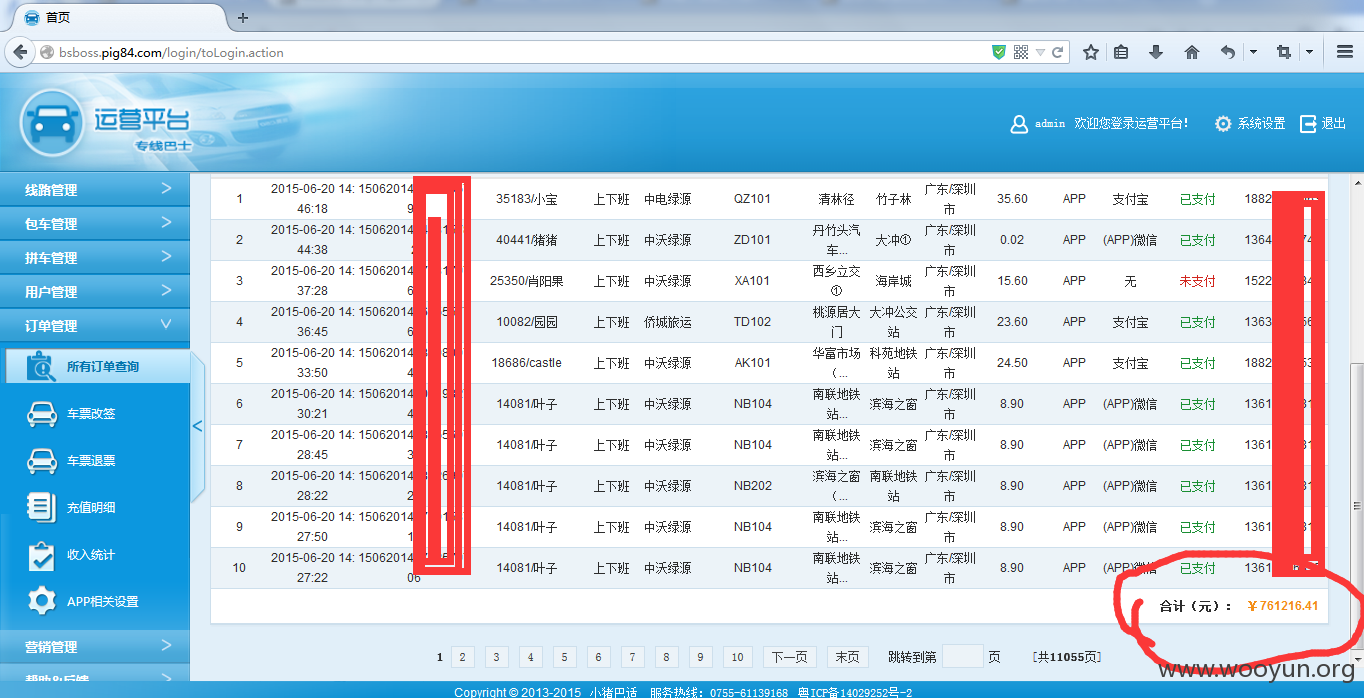 首页
bsboss.pig84.com/login/toLogin.action
运营平台
专线巴士
admin 欢迎您登录运营平台! 系统设置 退出
线路管理
包车管理
拼车管理
用户管理
订单管理
所有订单查询
车票改签
车票退票
充值明细
收入统计
APP相关设置
营销管理
1 2015-06-20 14:46:18 15062014 35183/小宝 上下班 中电绿源 QZ101 清林径 竹子林 广东/深圳市 35.60 APP 支付宝 已支付 1882
2 2015-06-20 14:44:38 15062014 40441/猪猪 上下班 中沃绿源 ZD101 丹竹头汽车... 大冲① 广东/深圳市 0.02 APP (APP)微信 已支付 1364
3 2015-06-20 14:37:28 15062014 25350/肖阳果 上下班 中沃绿源 XA101 西乡立交① 海岸城 广东/深圳市 15.60 APP 无 未支付 1522
4 2015-06-20 14:36:45 15062014 10082/园园 上下班 侨城旅运 TD102 桃源居大门 大冲公交站 广东/深圳市 23.60 APP 支付宝 已支付 1363
5 2015-06-20 14:33:50 15062014 18686/castle 上下班 中沃绿源 AK101 华富市场（... 科苑地铁站 广东/深圳市 24.50 APP 支付宝 已支付 1882
6 2015-06-20 14:30:21 15062014 14081/叶子 上下班 中沃绿源 NB104 南联地铁站... 滨海之窗 广东/深圳市 8.90 APP (APP)微信 已支付 1361
7 2015-06-20 14:28:45 15062014 14081/叶子 上下班 中沃绿源 NB104 南联地铁站... 滨海之窗 广东/深圳市 8.90 APP (APP)微信 已支付 1361
8 2015-06-20 14:28:22 15062014 14081/叶子 上下班 中沃绿源 NB202 滨海之窗（... 南联地铁站 广东/深圳市 8.90 APP (APP)微信 已支付 1361
9 2015-06-20 14:27:50 15062014 14081/叶子 上下班 中沃绿源 NB104 南联地铁站... 滨海之窗 广东/深圳市 8.90 APP (APP)微信 已支付 1361
10 2015-06-20 14:27:22 15062014 06 14081/叶子 上下班 中沃绿源 NB104 南联地铁站... 滨海之窗 广东/深圳市 8.90 APP (APP)微信 已支付 1361
合计（元）： ￥761216.41
1 2 3 4 5 6 7 8 9 10 下一页 末页 跳转到第 页 [共11055页]
www.wooyun.org
Copyright © 2013-2015 小猪巴适 服务热线：0755-61139168 粤ICP备14029252号-2